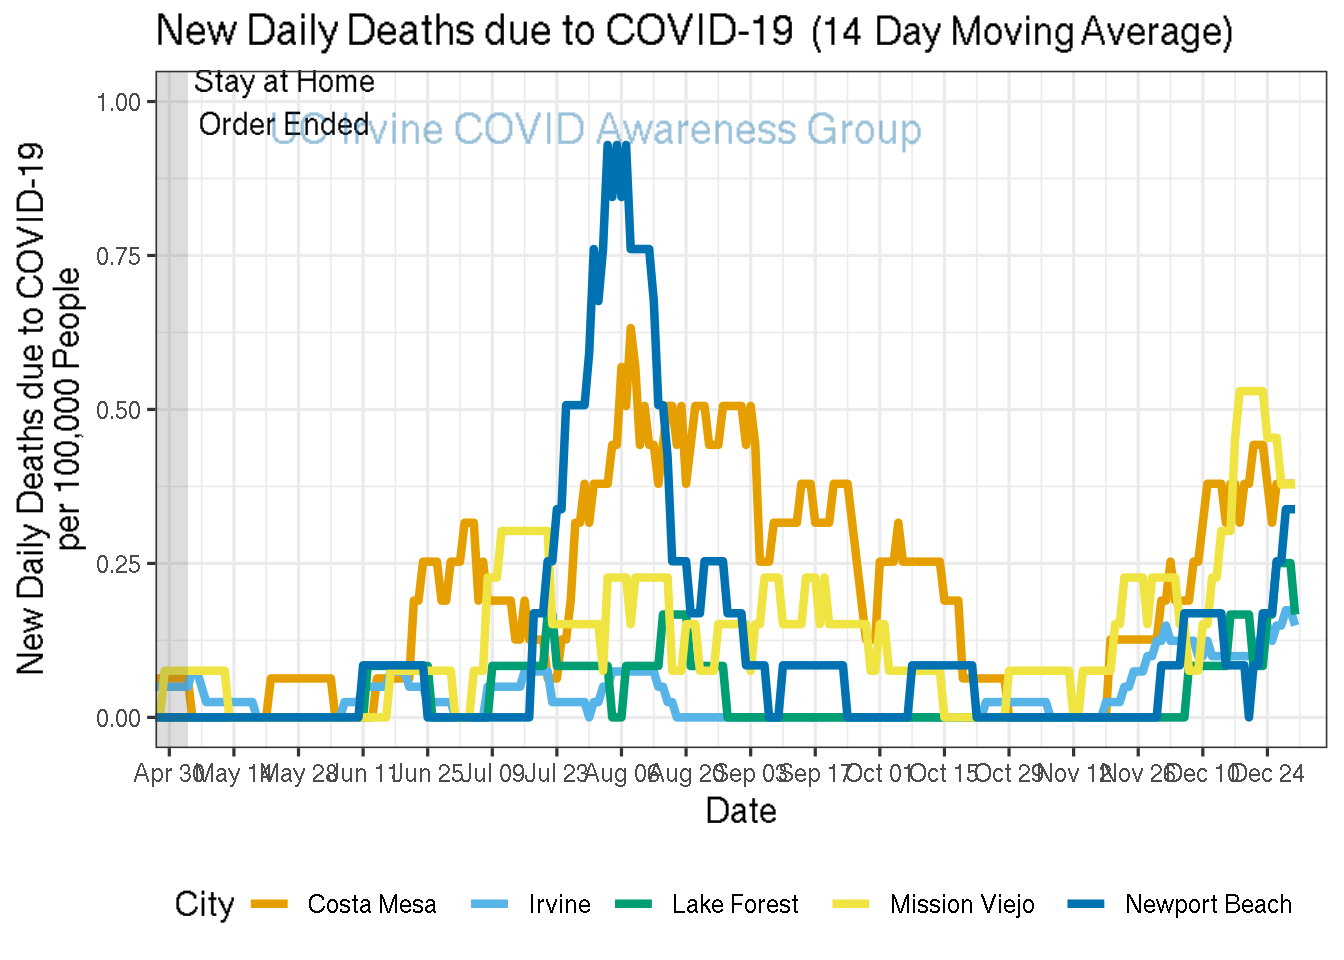 New Daily Deaths due to COVID-19 (14 Day Moving Average)
Stay at Home
Order Ended
UC Irvine COVID Awareness Group
New Daily Deaths due to COVID-19
per 100,000 People
1.00
0.75
0.50
0.25
0.00
Apr 30 May 14 May 28 Jun 11 Jun 25 Jul 09 Jul 23 Aug 06 Aug 20 Sep 03 Sep 17 Oct 01 Oct 15 Oct 29 Nov 12 Nov 26 Dec 10 Dec 24
Date
City Costa Mesa Irvine Lake Forest Mission Viejo Newport Beach